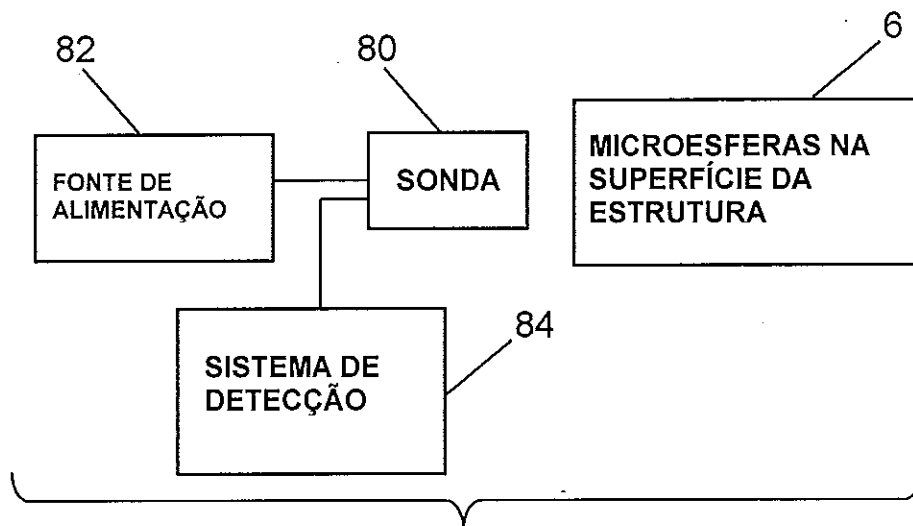 82
80
6
FONTE DE
ALIMENTAÇÃO
SONDA
MICROESFERAS NA
SUPERFÍCIE DA
ESTRUTURA
84
SISTEMA DE
DETECÇÃO